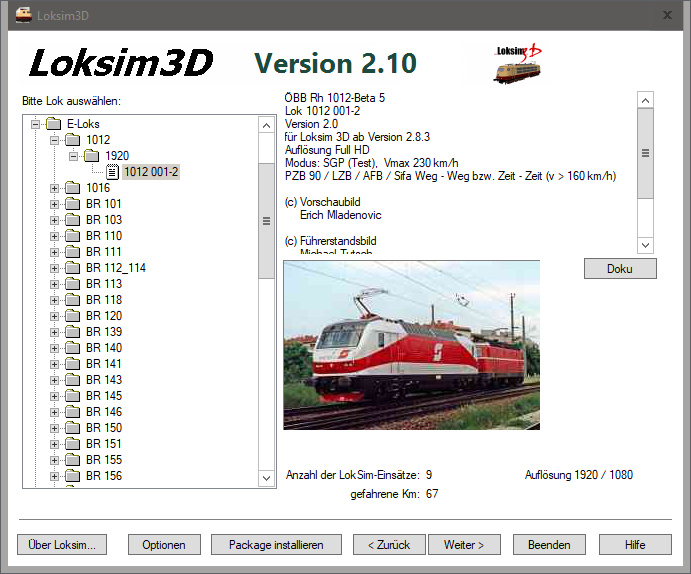 Loksim3D
Loksim3D
Version 2.10
Loksim 3D
Bitte Lok auswählen:
E-Loks
1012
1920
1012 001-2
1016
BR 101
BR 103
BR 110
BR 111
BR 112_114
BR 113
BR 118
BR 120
BR 139
BR 140
BR 141
BR 143
BR 145
BR 146
BR 150
BR 151
BR 155
BR 156
ÖBB Rh 1012-Beta 5
Lok 1012 001-2
Version 2.0
für Loksim 3D ab Version 2.8.3
Auflösung Full HD
Modus: SGP (Test), Vmax 230 km/h
PZB 90 / LZB / AFB / Sifa Weg - Weg bzw. Zeit - Zeit (v > 160 km/h)
(c) Vorschaubild
Erich Mladenovic
(c) Führerstandsbild
Michael Tutsch
Doku
Anzahl der LokSim-Einsätze: 9
Auflösung 1920 / 1080
gefahrene Km: 67
Über Loksim...
Optionen
Package installieren
< Zurück
Weiter >
Beenden
Hilfe